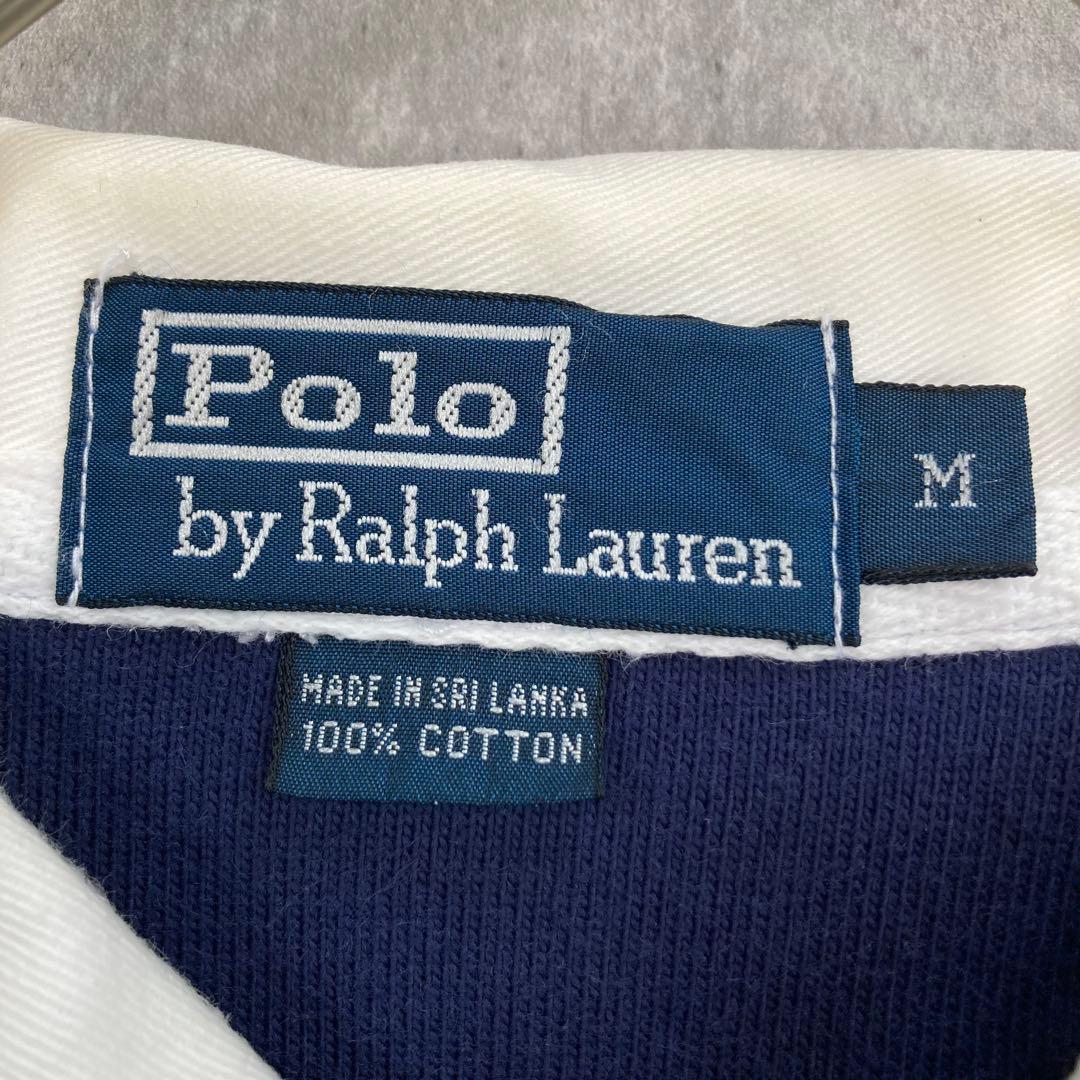 Polo
by Ralph Lauren
M
MADE IN SRI LANKA
100% COTTON